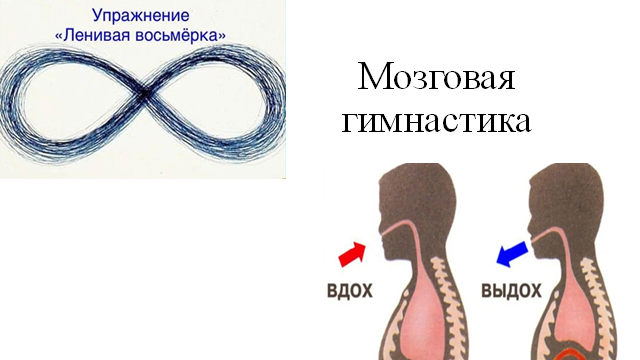 Упражнение
«Ленивая восьмёрка»
Мозговая
гимнастика
ВДОХ
ВЫДОХ